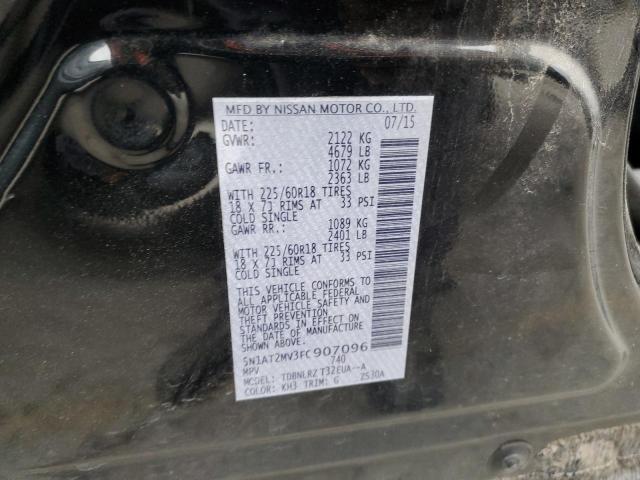 MFD BY NISSAN MOTOR CO., LTD.
DATE: 07/15
GVWR: 2122 KG
4679 LB
GAWR FR.: 1072 KG
2363 LB
WITH 225/60R18 TIRES
18 X 7J RIMS AT 33 PSI
COLD SINGLE
GAWR RR.: 1089 KG
2401 LB
WITH 225/60R18 TIRES
18 X 7J RIMS AT 33 PSI
COLD SINGLE
THIS VEHICLE CONFORMS TO
ALL APPLICABLE FEDERAL
MOTOR VEHICLE SAFETY AND
THEFT PREVENTION
STANDARDS IN EFFECT ON
THE DATE OF MANUFACTURE
SHOWN ABOVE.
5N1AT2MV3FC907096
MPV 740
MODEL: TDBNLRZ T32EUA--A
COLOR: KH3 TRIM: G ZS30A